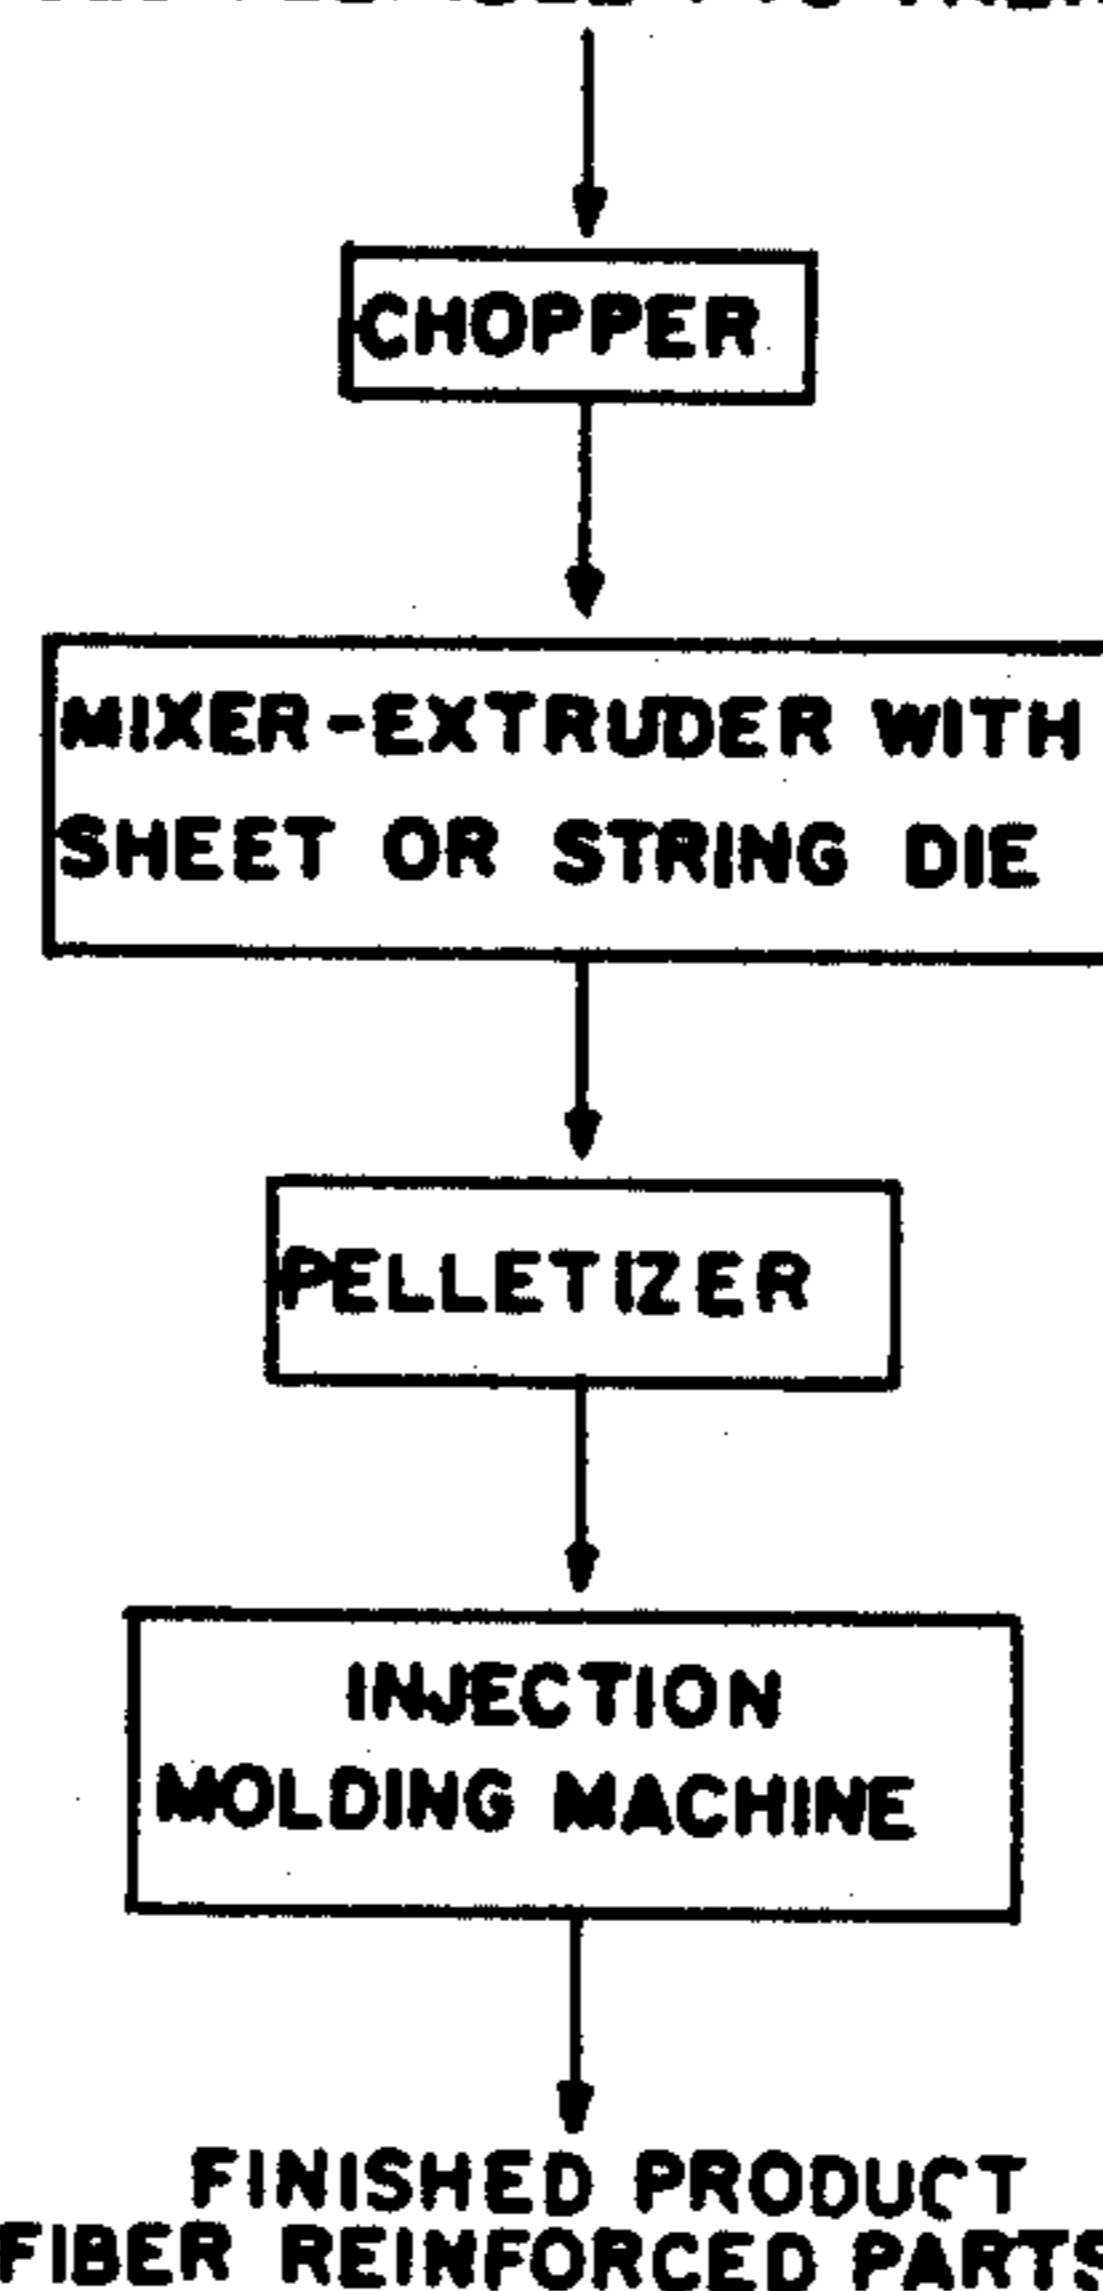 CHOPPER
MIXER-EXTRUDER WITH
SHEET OR STRING DIE
PELLETIZER
INJECTION
MOLDING MACHINE
FINISHED PRODUCT
FIBER REINFORCED PARTS